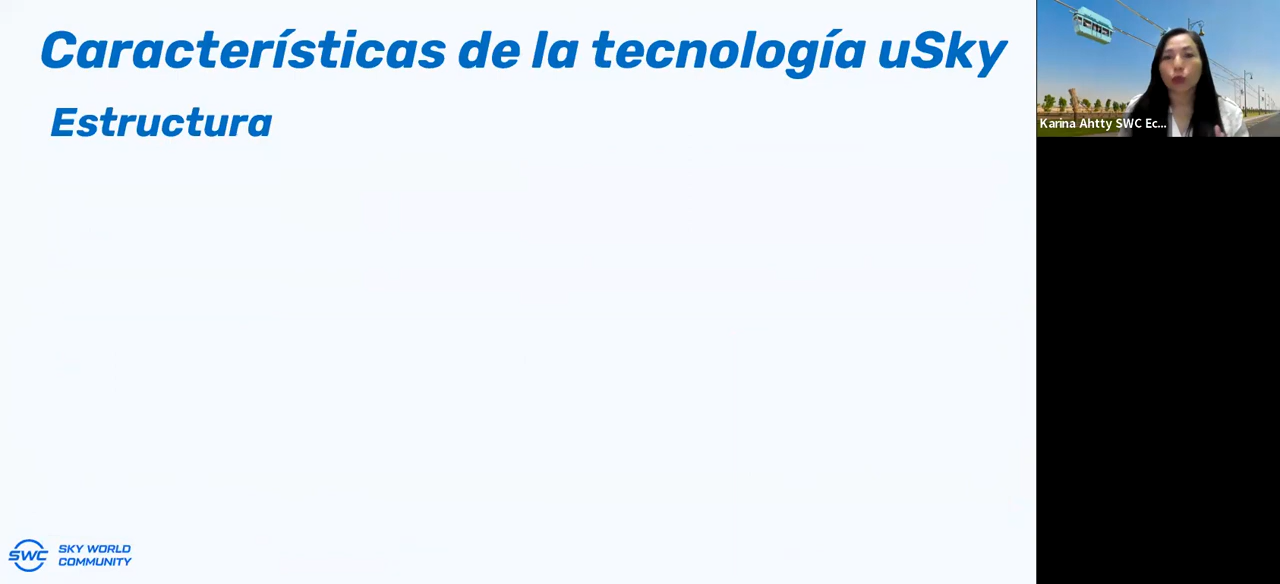 Características de la tecnología uSky
Estructura
Karina Ahtty SWC Ec...
SWC
SKY WORLD
COMMUNITY